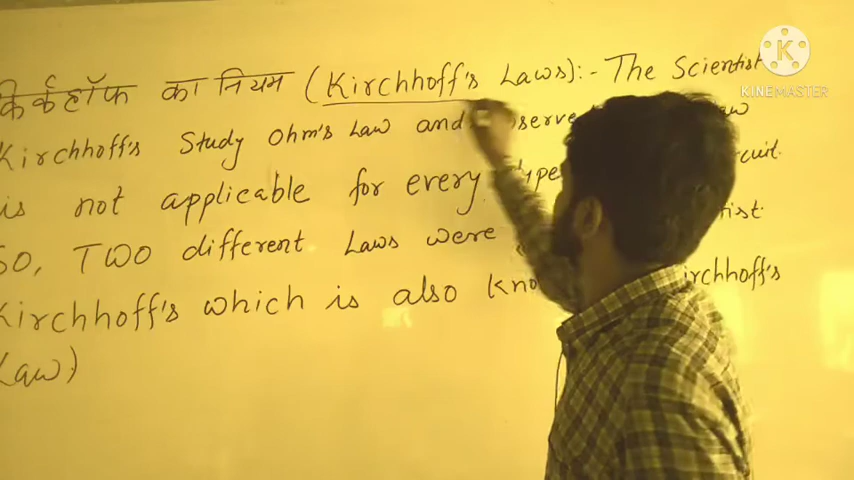 किर्कहॉफ का नियम (Kirchhoff's Laws):- The Scientist
Kirchhoff's Study Ohm's Law and
is not applicable for every
So, TWO different Laws were
Kirchhoff's which is also
Law)
KINEMASTER